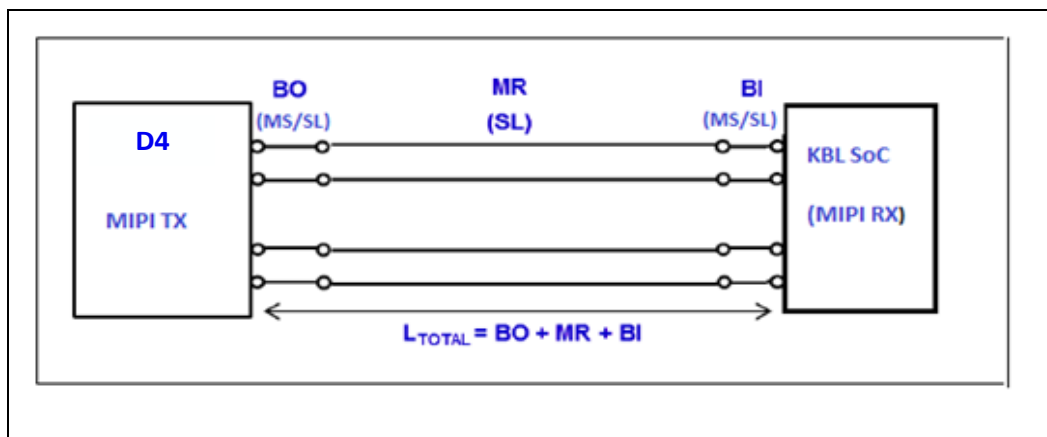 BO MR BI
(MS/SL) (SL) (MS/SL)
D4
MIPI TX
KBL SoC
(MIPI RX)
LTOTAL = BO + MR + BI